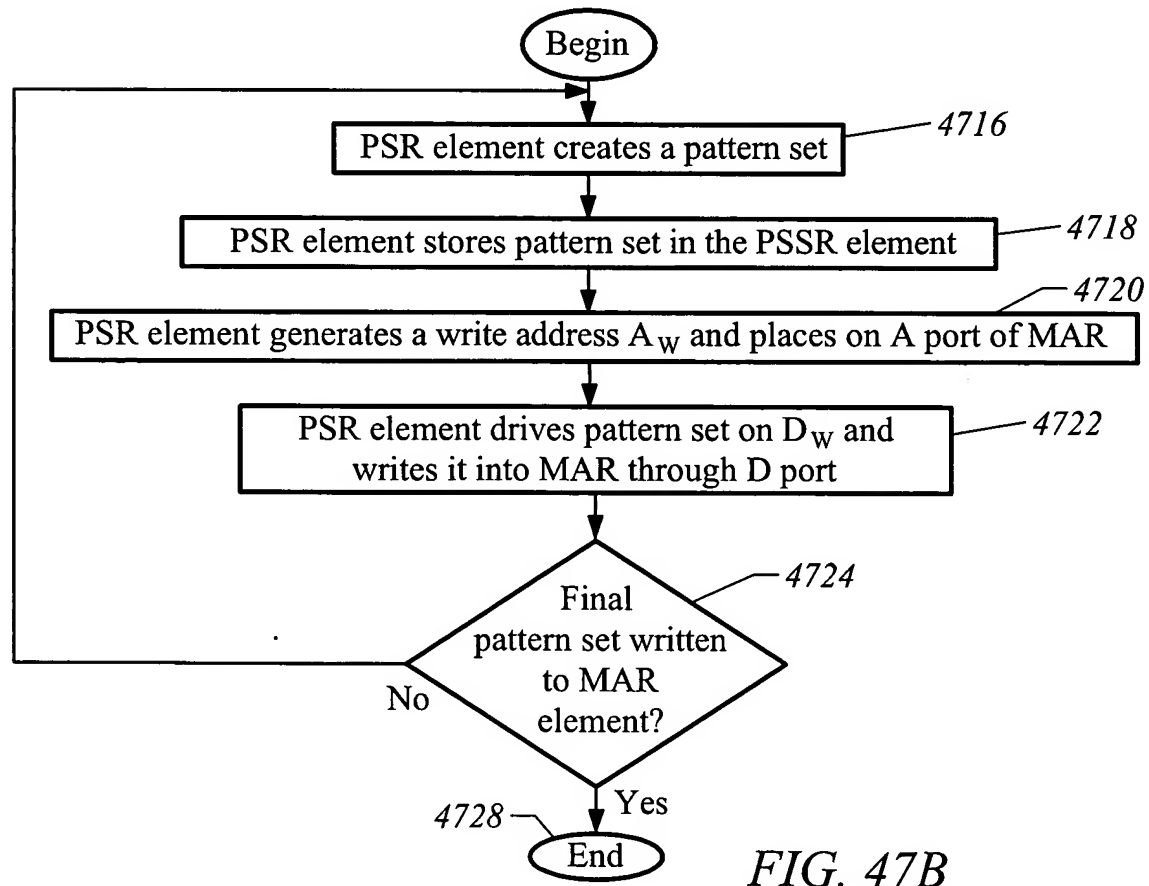 Begin
4716
PSR element creates a pattern set
4718
PSR element stores pattern set in the PSSR element
4720
PSR element generates a write address A_W and places on A port of MAR
PSR element drives pattern set on D_W and
writes it into MAR through D port
4722
4724
Final
pattern set written
to MAR
element?
No
Yes
4728
End
FIG. 47B